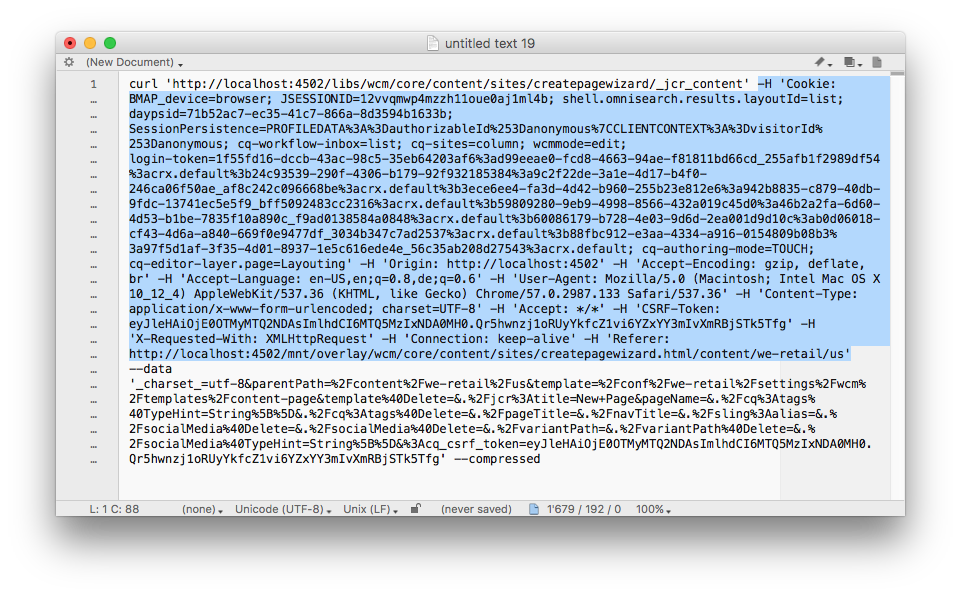 untitled text 19
(New Document)
1
curl 'http://localhost:4502/libs/wcm/core/content/sites/createpagewizard/_jcr_content' -H 'Cookie:
BMAP_device=browser; JSESSIONID=12vvqmwp4mzzh11oue0aj1ml4b; shell.omnisearch.results.layoutId=list;
daypsid=71b52ac7-ec35-41c7-866a-8d3594b1633b;
SessionPersistence=PROFILEDATA%3A%3DauthorizableId%253Danonymous%7CCLIENTCONTEXT%3A%3DvisitorId%
253Danonymous; cq-workflow-inbox=list; cq-sites=column; wcmmode=edit;
login-token=1f55fd16-dccb-43ac-98c5-35eb64203af6%3ad99eeae0-fcd8-4663-94ae-f81811bd66cd_255afb1f2989df54
%3acrx.default%3b24c93539-290f-4306-b179-92f932185384%3a9c2f22de-3a1e-4d17-b4f0-
246ca06f50ae_af8c242c096668be%3acrx.default%3b3ece6ee4-fa3d-4d42-b960-255b23e812e6%3a942b8835-c879-40db-
9fdc-13741ec5e5f9_bff5092483cc2316%3acrx.default%3b59809280-9eb9-4998-8566-432a019c45d0%3a46b2a2fa-6d60-
4d53-b1be-7835f10a890c_f9ad0138584a0848%3acrx.default%3b60086179-b728-4e03-9d6d-2ea001d9d10c%3ab0d06018-
cf43-4d6a-a840-669f0e9477df_3034b347c7ad2537%3acrx.default%3b88fbc912-e3aa-4334-a916-0154809b08b3%
3a97f5d1af-3f35-4d01-8937-1e5c616ede4e_56c35ab208d27543%3acrx.default; cq-authoring-mode=TOUCH;
cq-editor-layer.page=Layouting' -H 'Origin: http://localhost:4502' -H 'Accept-Encoding: gzip, deflate,
br' -H 'Accept-Language: en-US,en;q=0.8,de;q=0.6' -H 'User-Agent: Mozilla/5.0 (Macintosh; Intel Mac OS X
10_12_4) AppleWebKit/537.36 (KHTML, like Gecko) Chrome/57.0.2987.133 Safari/537.36' -H 'Content-Type:
application/x-www-form-urlencoded; charset=UTF-8' -H 'Accept: */*' -H 'CSRF-Token:
eyJleHAiOjE0OTMyMTQ2NDAsImlhdCI6MTQ5MzIxNDA0MH0.Qr5hwnzj1oRUyYkfcZ1vi6YZxYY3mIvXmRBjSTk5Tfg' -H
'X-Requested-With: XMLHttpRequest' -H 'Connection: keep-alive' -H 'Referer:
http://localhost:4502/mnt/overlay/wcm/core/content/sites/createpagewizard.html/content/we-retail/us'
--data
'_charset_=utf-8&parentPath=%2Fcontent%2Fwe-retail%2Fus&template=%2Fconf%2Fwe-retail%2Fsettings%2Fwcm%
2Ftemplates%2Fcontent-page&template%40Delete=&.%2Fjcr%3Atitle=New+Page&pageName=&.%2Fcq%3Atags%
40TypeHint=String%5B%5D&.%2Fcq%3Atags%40Delete=&.%2FpageTitle=&.%2FnavTitle=&.%2Fsling%3Aalias=&.%
2FsocialMedia%40Delete=&.%2FsocialMedia%40Delete=&.%2FvariantPath%40Delete=&.%2FvariantPath=&.%
2FsocialMedia%40TypeHint=String%5B%5D&%3Acq_csrf_token=eyJleHAiOjE0OTMyMTQ2NDAsImlhdCI6MTQ5MzIxNDA0MH0.
Qr5hwnzj1oRUyYkfcZ1vi6YZxYY3mIvXmRBjSTk5Tfg' --compressed
L: 1 C: 88 (none) Unicode (UTF-8) Unix (LF) (never saved) 1'679 / 192 / 0 100%